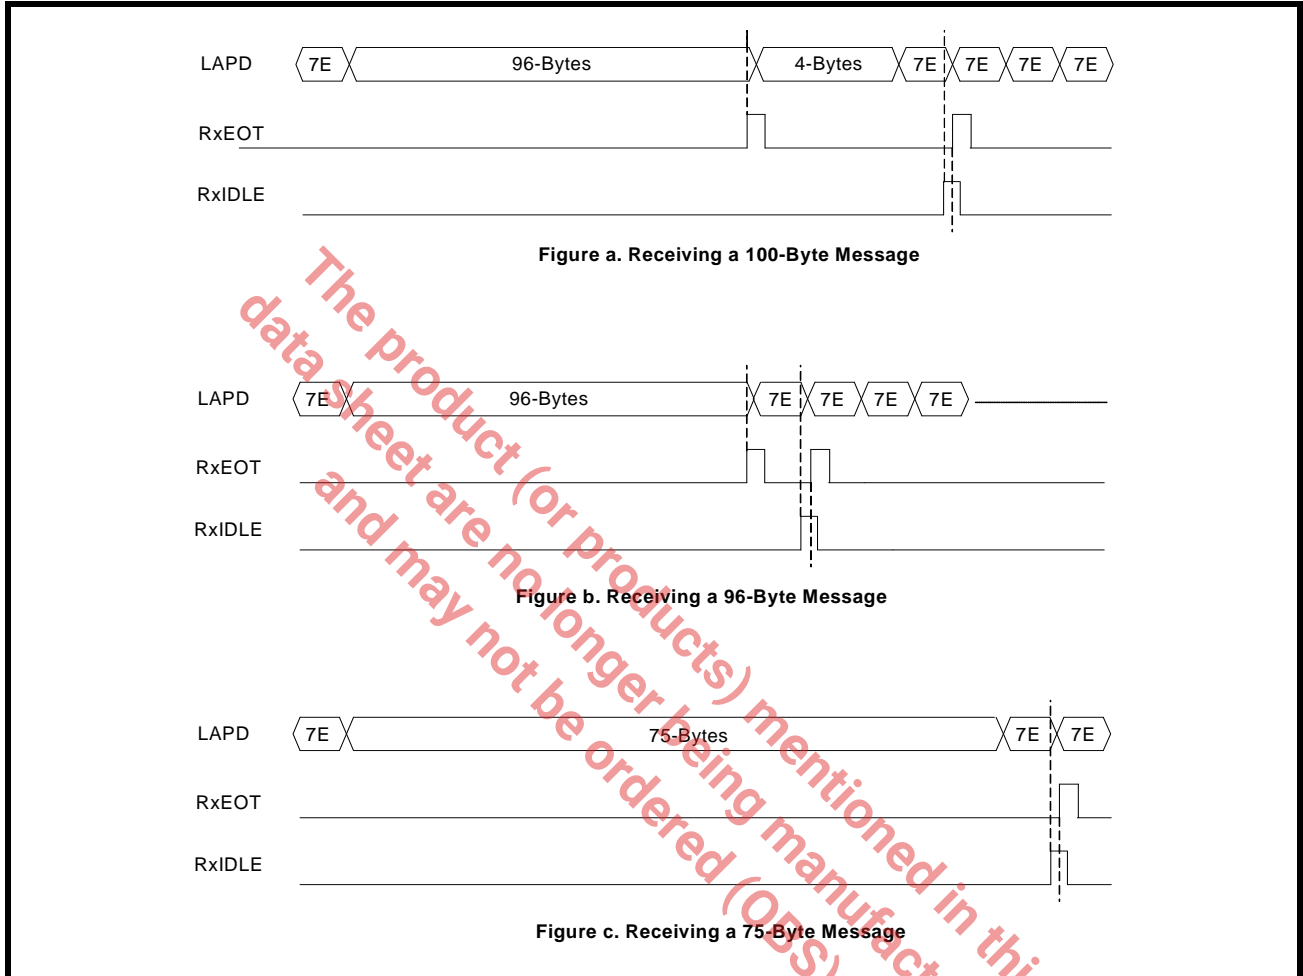 LAPD 7E 96-Bytes 4-Bytes 7E 7E 7E 7E
RxEOT
RxIDLE
Figure a. Receiving a 100-Byte Message
LAPD 7E 96-Bytes 7E 7E 7E 7E
RxEOT
RxIDLE
Figure b. Receiving a 96-Byte Message
LAPD 7E 75-Bytes 7E 7E
RxEOT
RxIDLE
Figure c. Receiving a 75-Byte Message
The product (or products) mentioned in this
data sheet are no longer being manufact
and may not be ordered (OBS)